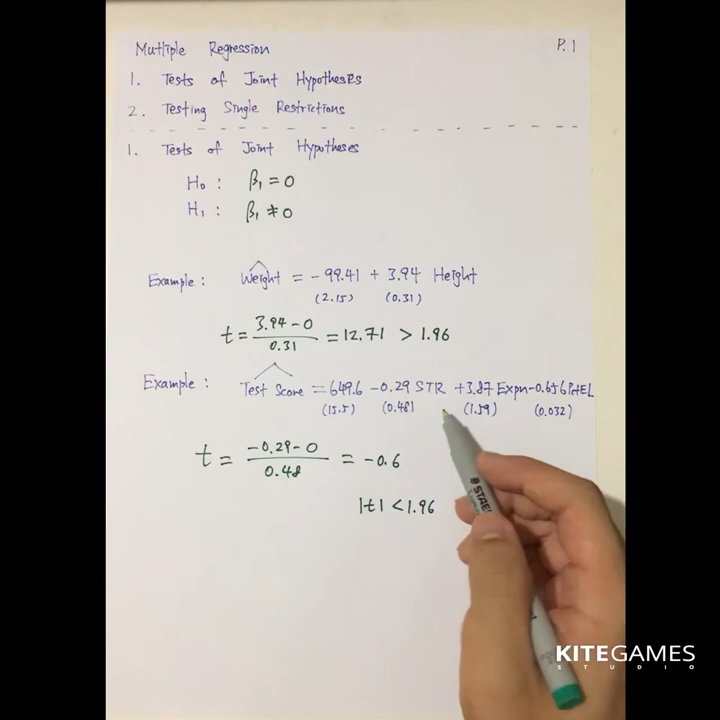 Mutliple Regression P.1
1. Tests of Joint Hypotheses
2. Testing Single Restrictions
1. Tests of Joint Hypotheses
H₀ : β₁ = 0
H₁ : β₁ ≠ 0
Example : Weight = - 99.41 + 3.94 Height
(2.15) (0.31)
t = 3.94 - 0 / 0.31 = 12.71 > 1.96
Example : Test Score = 649.6 - 0.29 STR + 3.87 Expn - 0.656 PctEL
(15.5) (0.48) (1.59) (0.032)
t = -0.29 - 0 / 0.48 = -0.6
|t| < 1.96
STAE
KITEGAMES
STUDIO